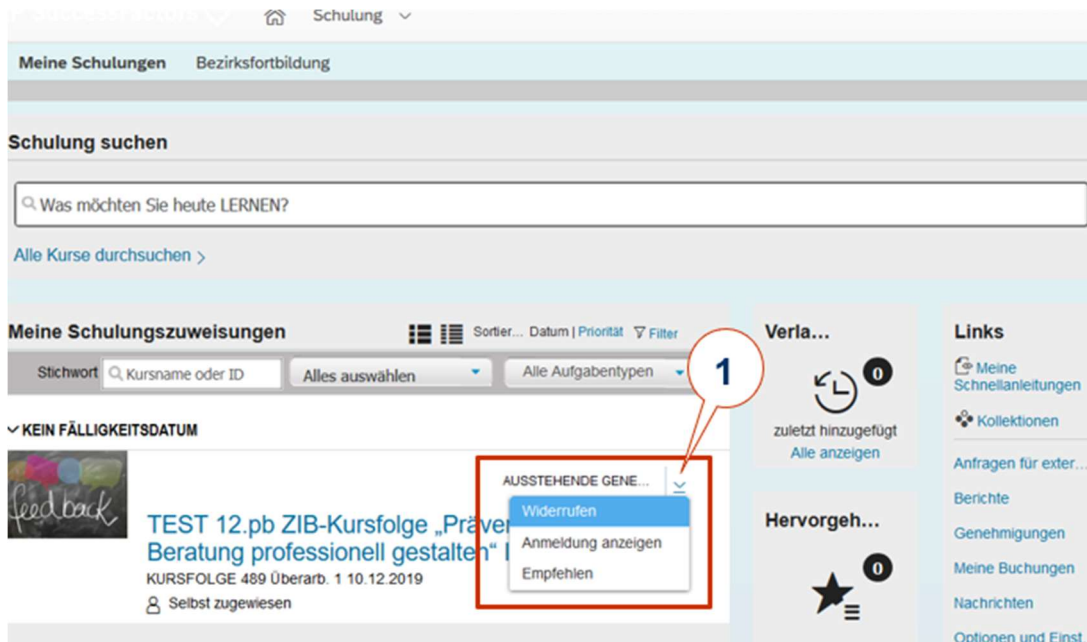 Schulung
Meine Schulungen Bezirksfortbildung
Schulung suchen
Was möchten Sie heute LERNEN?
Alle Kurse durchsuchen >
Meine Schulungszuweisungen
Sortier... Datum | Priorität Filter
Stichwort Kursname oder ID Alles auswählen Alle Aufgabentypen
1
KEIN FÄLLIGKEITSDATUM
feedback
AUSSTEHENDE GENE...
Widerrufen
Anmeldung anzeigen
Empfehlen
TEST 12.pb ZIB-Kursfolge „Präver
Beratung professionell gestalten“
KURSFOLGE 489 Überarb. 1 10.12.2019
Selbst zugewiesen
Verla...
0
zuletzt hinzugefügt
Alle anzeigen
Hervorgeh...
0
Links
Meine
Schnellanleitungen
Kollektionen
Anfragen für exter...
Berichte
Genehmigungen
Meine Buchungen
Nachrichten
Optionen und Einst